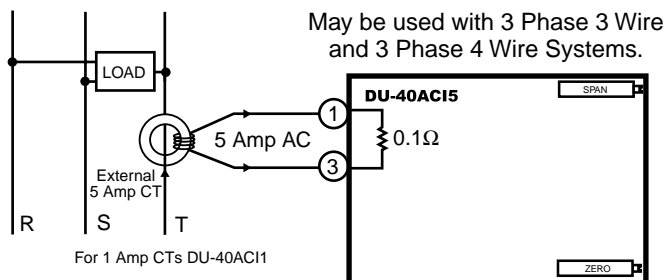 May be used with 3 Phase 3 Wire
and 3 Phase 4 Wire Systems.
LOAD
DU-40ACI5
SPAN
1
5 Amp AC
0.1Ω
3
External
5 Amp CT
R
S
T
For 1 Amp CTs DU-40ACI1
ZERO